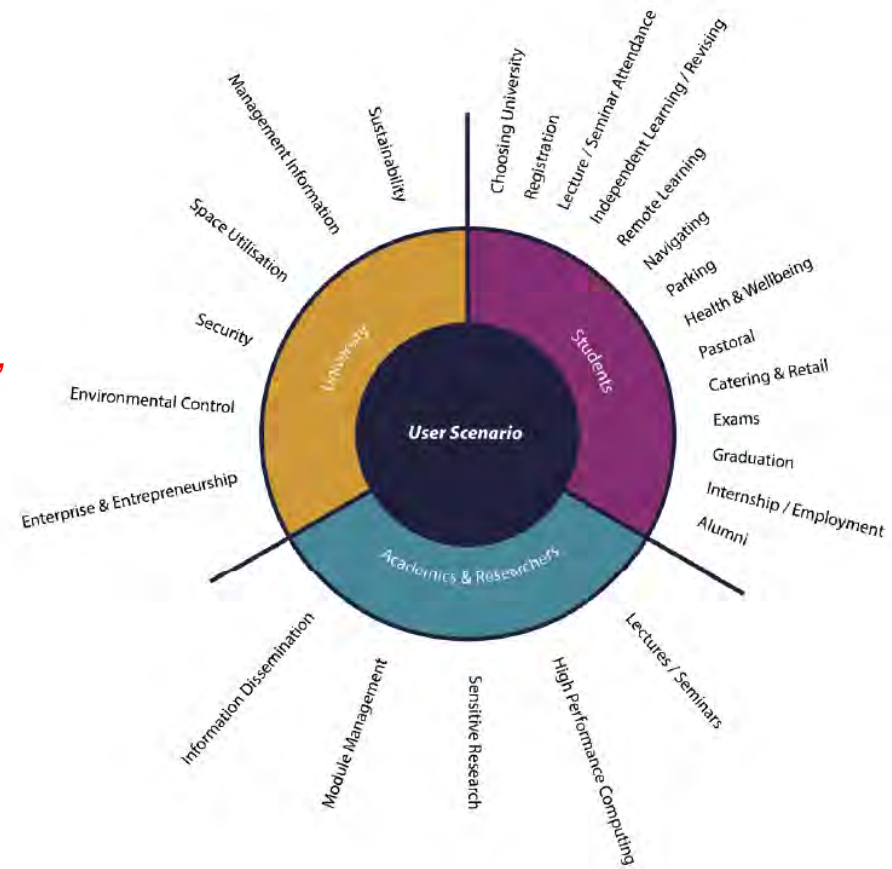 User Scenario
Students
Choosing University
Registration
Lecture / Seminar Attendance
Independent Learning / Revising
Remote Learning
Navigating
Parking
Health & Wellbeing
Pastoral
Catering & Retail
Exams
Graduation
Internship / Employment
Alumni
Academics & Researchers
Lectures / Seminars
High Performance Computing
Sensitive Research
Module Management
Information Dissemination
University
Enterprise & Entrepreneurship
Environmental Control
Security
Space Utilisation
Management Information
Sustainability
,